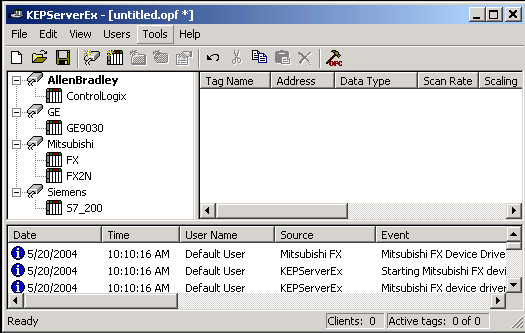 KEPServerEx - [untitled.opf *]
File Edit View Users Tools Help
OPC
AllenBradley
ControlLogix
GE
GE9030
Mitsubishi
FX
FX2N
Siemens
S7_200
Tag Name Address Data Type Scan Rate Scaling
Date Time User Name Source Event
5/20/2004 10:10:16 AM Default User Mitsubishi FX Mitsubishi FX Device Drive
5/20/2004 10:10:16 AM Default User KEPServerEx Starting Mitsubishi FX devi
5/20/2004 10:10:16 AM Default User KEPServerEx Mitsubishi FX device driver
Ready Clients: 0 Active tags: 0 of 0